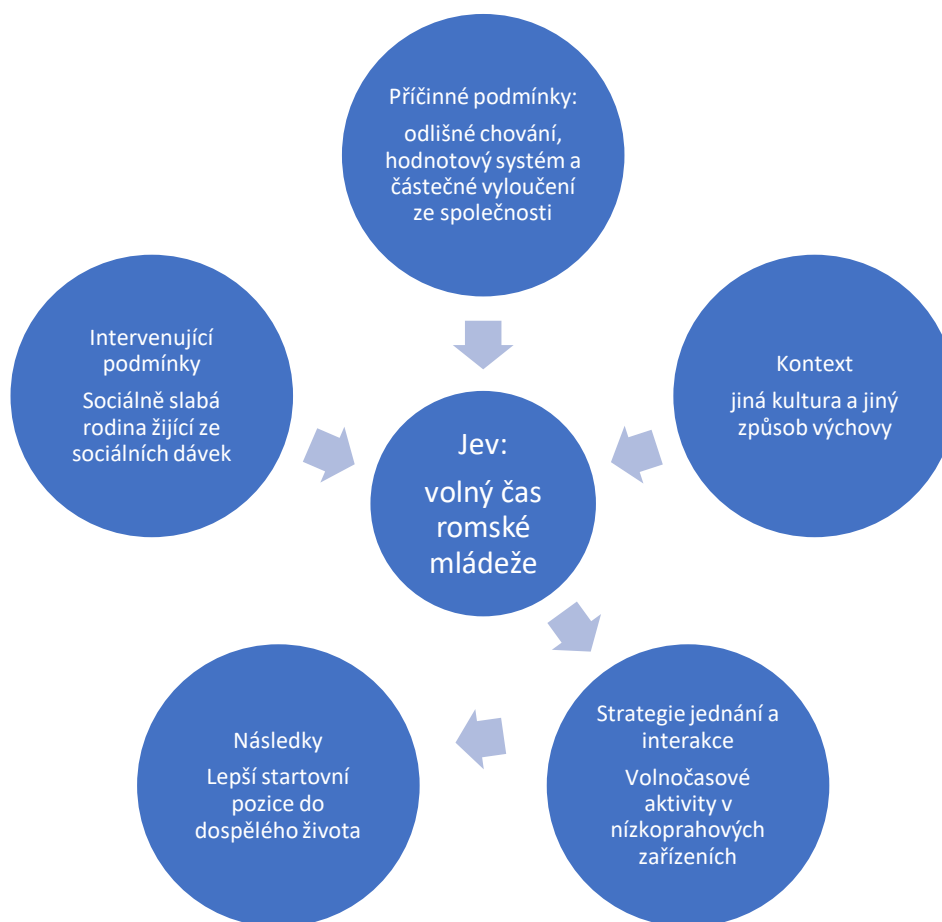 Příčinné podmínky:
odlišné chování,
hodnotový systém a
částečné vyloučení
ze společnosti
Intervenující
podmínky
Sociálně slabá
rodina žijící ze
sociálních dávek
Kontext
jiná kultura a jiný
způsob výchovy
Jev:
volný čas
romské
mládeže
Následky
Lepší startovní
pozice do
dospělého života
Strategie jednání a
interakce
Volnočasové
aktivity v
nízkoprahových
zařízeních